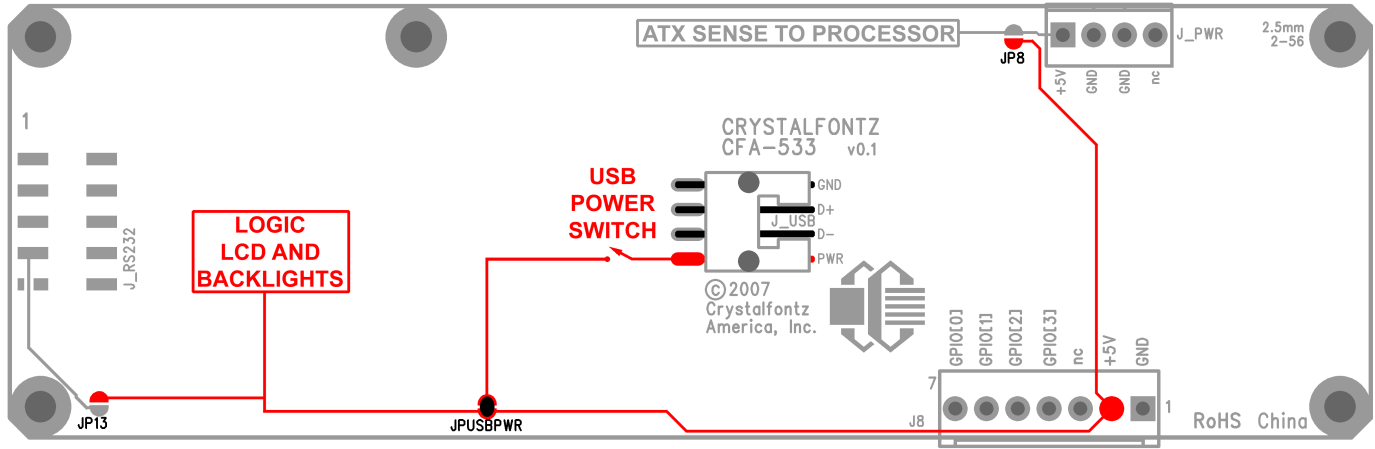 ATX SENSE TO PROCESSOR
JP8
J_PWR
2.5mm
2-56
+5V
GND
GND
nc
1
CRYSTALFONTZ
CFA-533 v0.1
USB
POWER
SWITCH
GND
D+
J_USB
D-
PWR
LOGIC
LCD AND
BACKLIGHTS
J_RS232
©2007
Crystalfontz
America, Inc.
GPIO[0]
GPIO[1]
GPIO[2]
GPIO[3]
nc
+5V
GND
7
1
J8
JP13
JPUSBPWR
RoHS China